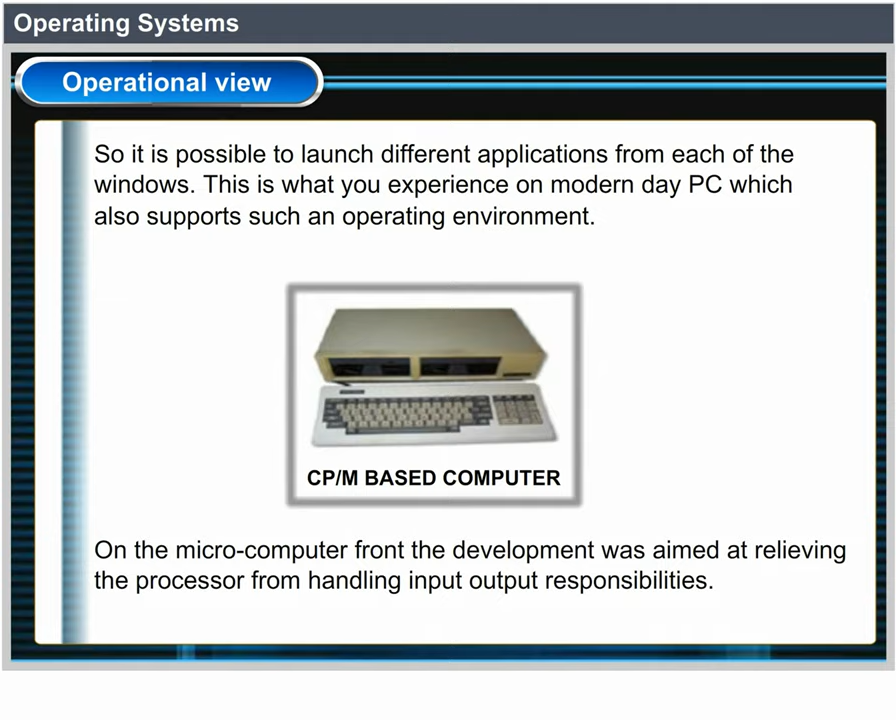 Operating Systems
Operational view
So it is possible to launch different applications from each of the
windows. This is what you experience on modern day PC which
also supports such an operating environment.
CP/M BASED COMPUTER
On the micro-computer front the development was aimed at relieving
the processor from handling input output responsibilities.